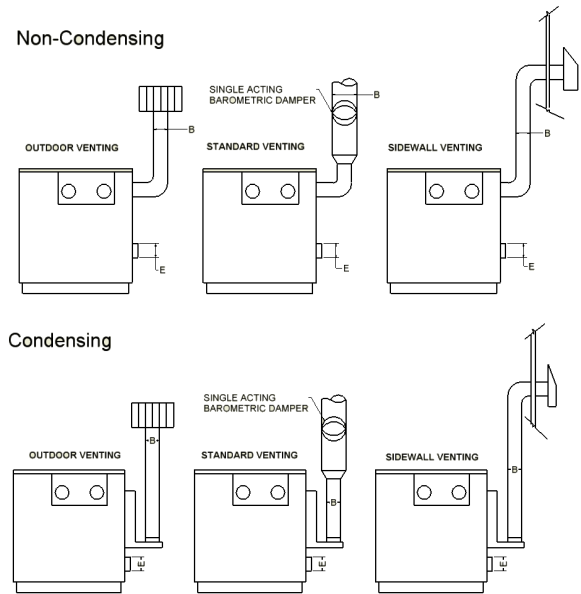 Non-Condensing
SINGLE ACTING
BAROMETRIC DAMPER
B
B
B
OUTDOOR VENTING
STANDARD VENTING
SIDEWALL VENTING
E
E
E
Condensing
SINGLE ACTING
BAROMETRIC DAMPER
B
OUTDOOR VENTING
STANDARD VENTING
SIDEWALL VENTING
B
B
E
E
E